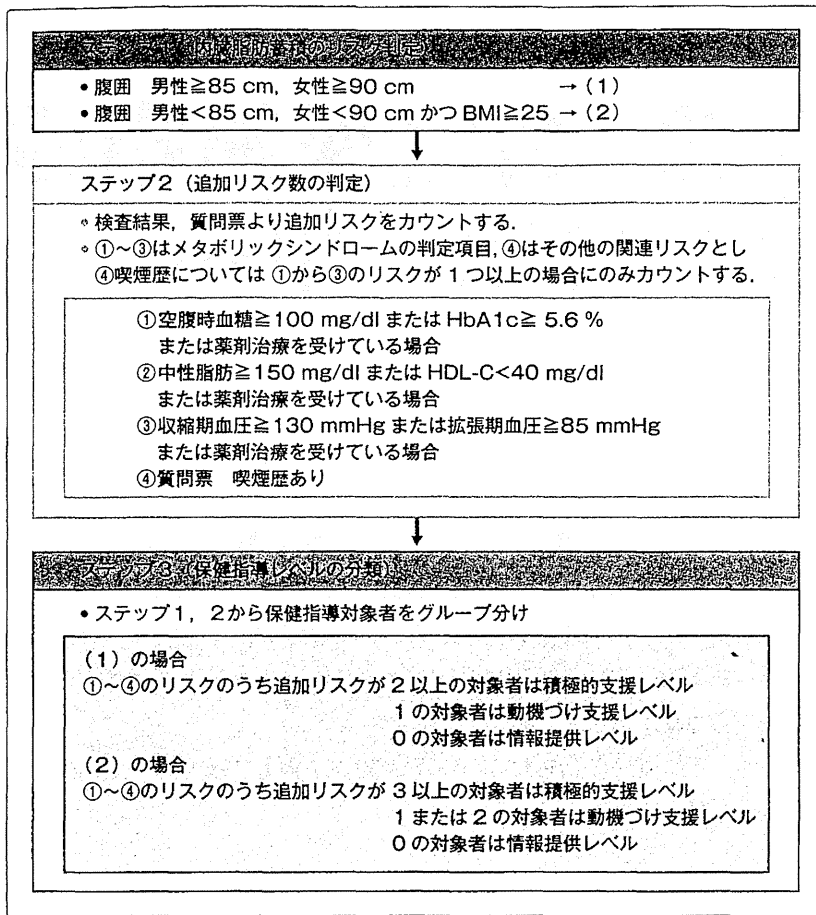 ステップ1（内臓脂肪蓄積のリスク判定）
• 腹囲　男性≧85 cm，女性≧90 cm　→（1）
• 腹囲　男性<85 cm，女性<90 cm かつ BMI≧25 →（2）
ステップ2（追加リスク数の判定）
◦ 検査結果，質問票より追加リスクをカウントする．
◦ ①～③はメタボリックシンドロームの判定項目，④はその他の関連リスクとし
④喫煙歴については ①から③のリスクが 1 つ以上の場合にのみカウントする．
①空腹時血糖≧100 mg/dl または HbA1c≧ 5.6 %
または薬剤治療を受けている場合
②中性脂肪≧150 mg/dl または HDL-C<40 mg/dl
または薬剤治療を受けている場合
③収縮期血圧≧130 mmHg または拡張期血圧≧85 mmHg
または薬剤治療を受けている場合
④質問票　喫煙歴あり
ステップ3（保健指導レベルの分類）
• ステップ1，2から保健指導対象者をグループ分け
（1）の場合
①～④のリスクのうち追加リスクが 2 以上の対象者は積極的支援レベル
1 の対象者は動機づけ支援レベル
0 の対象者は情報提供レベル
（2）の場合
①～④のリスクのうち追加リスクが 3 以上の対象者は積極的支援レベル
1 または 2 の対象者は動機づけ支援レベル
0 の対象者は情報提供レベル